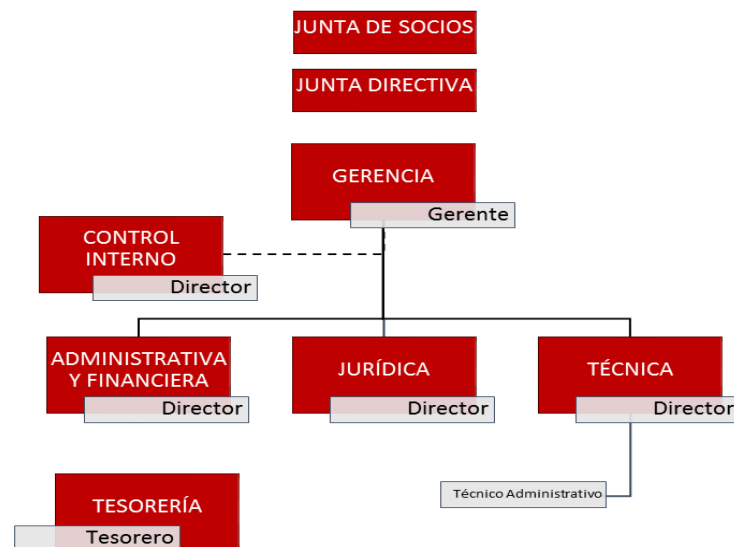 JUNTA DE SOCIOS
JUNTA DIRECTIVA
GERENCIA
Gerente
CONTROL
INTERNO
Director
ADMINISTRATIVA
Y FINANCIERA
Director
JURÍDICA
Director
TÉCNICA
Director
Técnico Administrativo
TESORERÍA
Tesorero